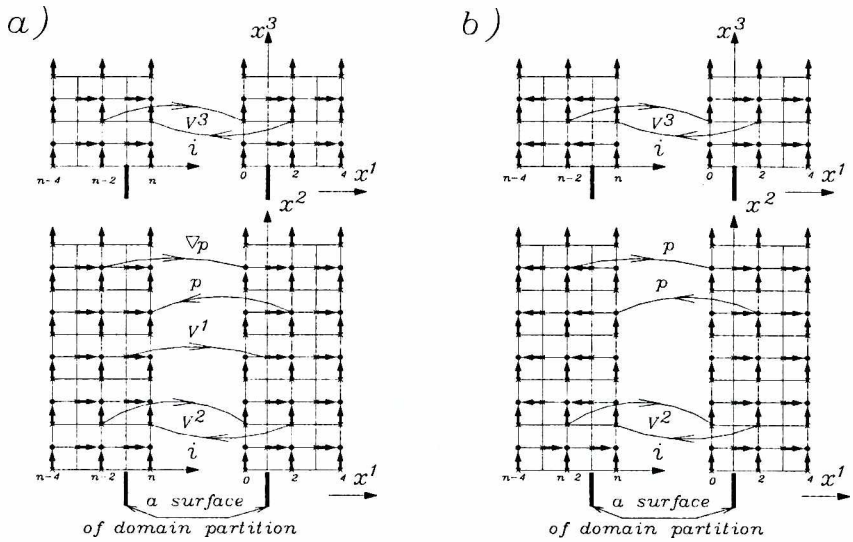 a)
x³
V³
i
n-4 n-2 n 0 2 4 x¹
x²
∇p
p
V¹
V²
i
n-4 n-2 n 0 2 4 x¹
a surface
of domain partition
b)
x³
V³
i
n-4 n-2 n 0 2 4 x¹
x²
p
p
V²
i
n-4 n-2 n 0 2 4 x¹
a surface
of domain partition